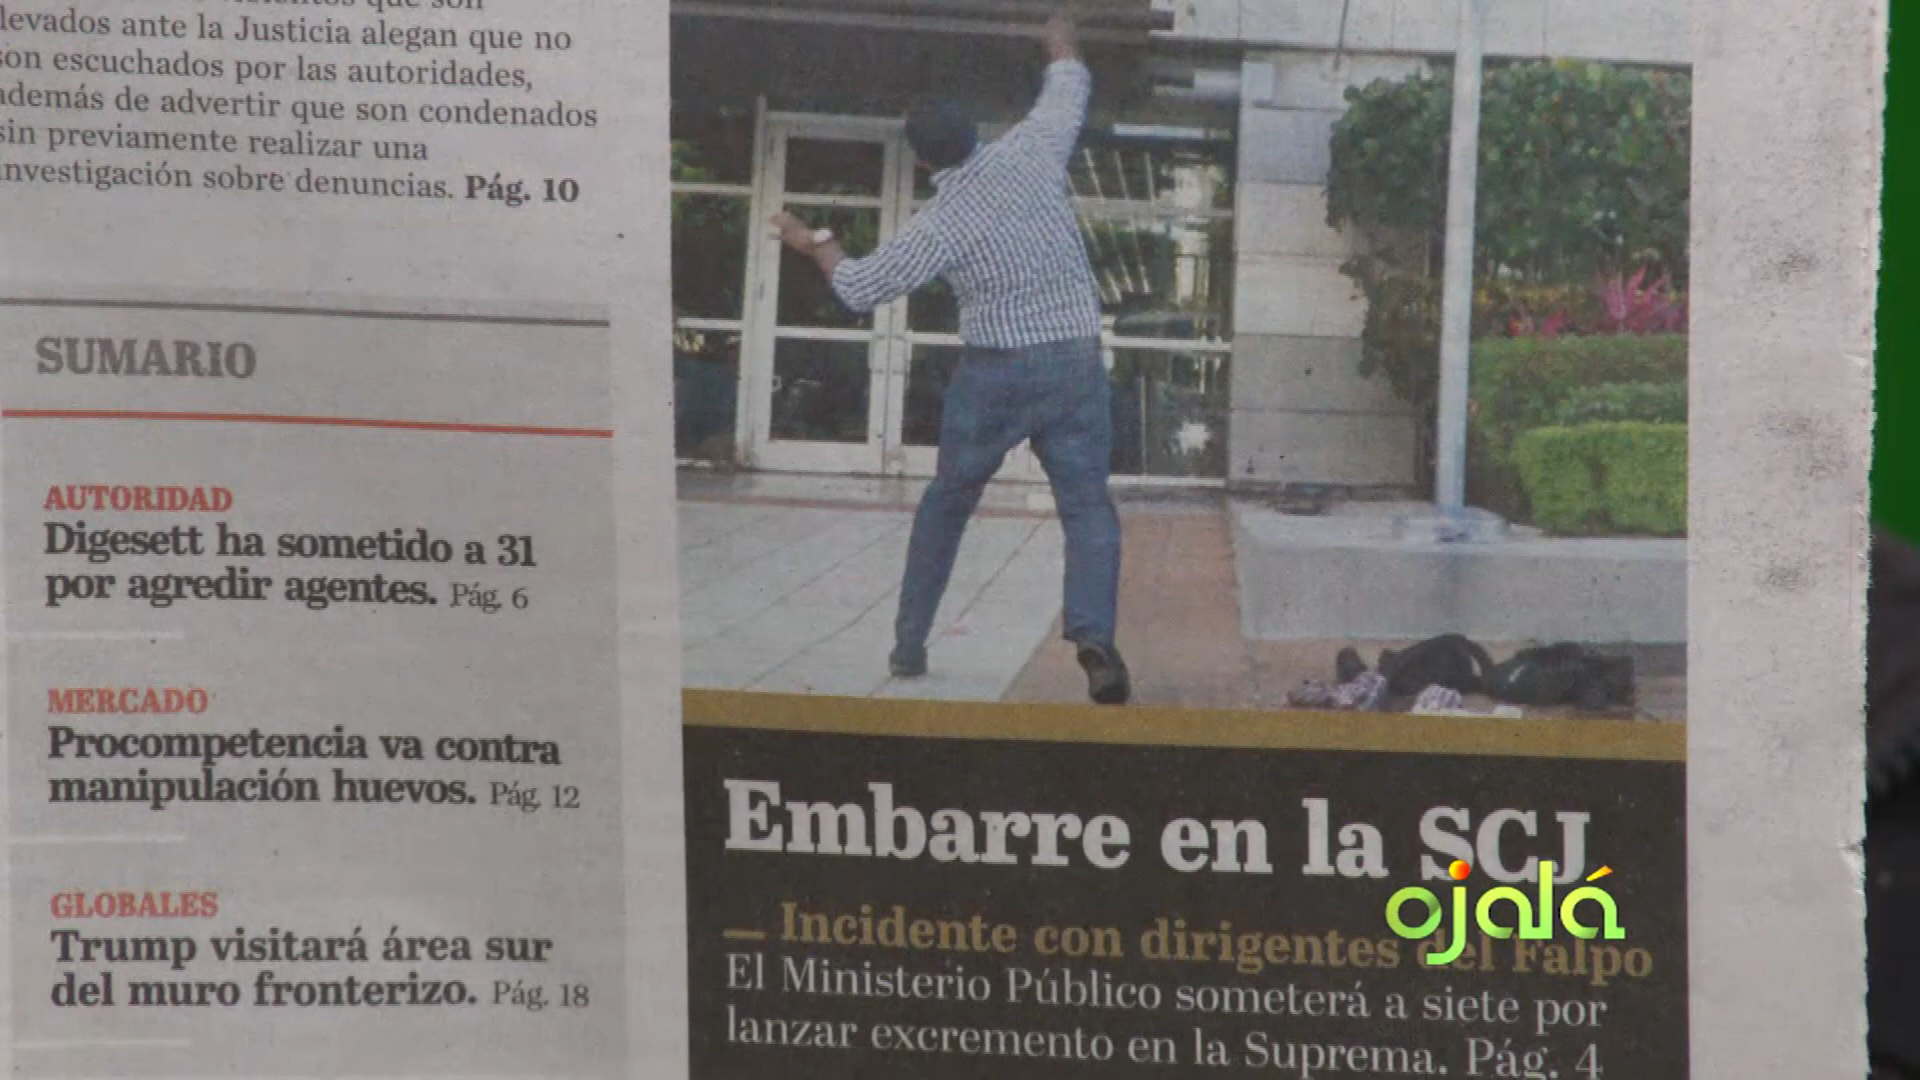 levados ante la Justicia alegan que no
son escuchados por las autoridades,
además de advertir que son condenados
sin previamente realizar una
investigación sobre denuncias. Pág. 10
SUMARIO
AUTORIDAD
Digesett ha sometido a 31
por agredir agentes. Pág. 6
MERCADO
Procompetencia va contra
manipulación huevos. Pág. 12
GLOBALES
Trump visitará área sur
del muro fronterizo. Pág. 18
Embarre en la SCJ
Incidente con dirigentes del Falpo
El Ministerio Público someterá a siete por
lanzar excremento en la Suprema. Pág. 4
ojalá